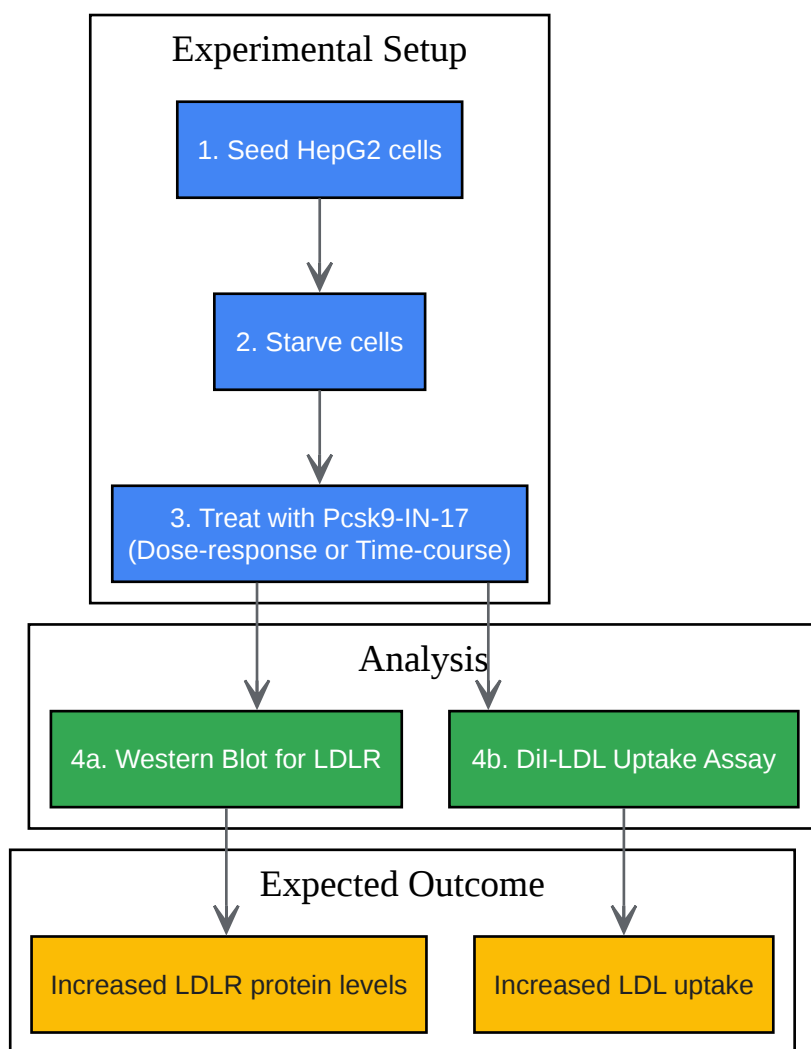 Experimental Setup
1. Seed HepG2 cells
2. Starve cells
3. Treat with Pcsk9-IN-17
(Dose-response or Time-course)
Analysis
4a. Western Blot for LDLR
4b. DiI-LDL Uptake Assay
Expected Outcome
Increased LDLR protein levels
Increased LDL uptake